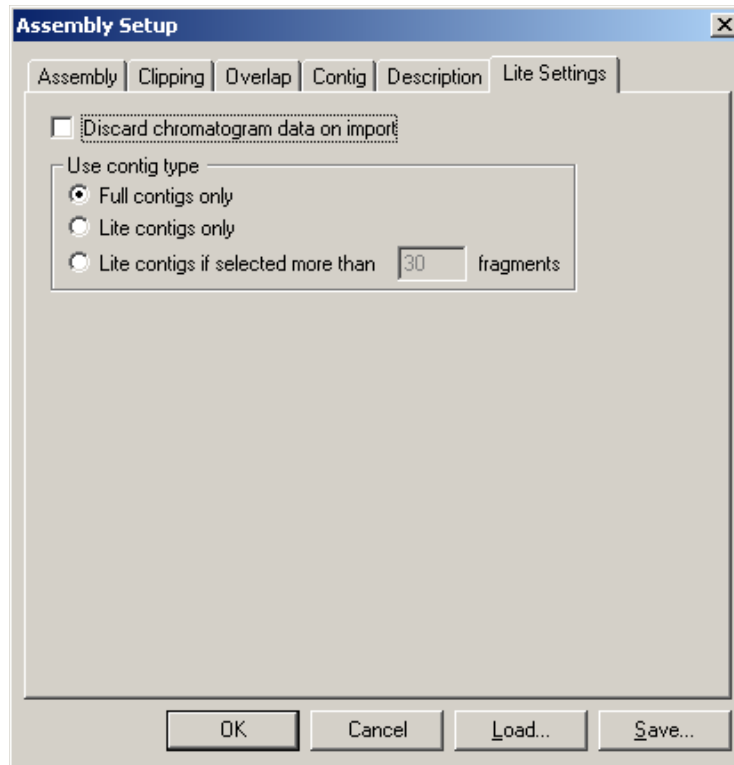 Assembly Setup
Assembly Clipping Overlap Contig Description Lite Settings
Discard chromatogram data on import
Use contig type
Full contigs only
Lite contigs only
Lite contigs if selected more than 30 fragments
OK Cancel Load... Save...